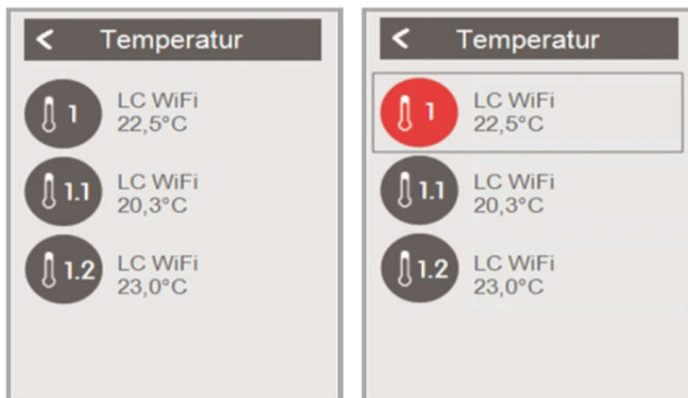 < Temperatur
1
LC WiFi
22,5°C
1.1
LC WiFi
20,3°C
1.2
LC WiFi
23,0°C
< Temperatur
1
LC WiFi
22,5°C
1.1
LC WiFi
20,3°C
1.2
LC WiFi
23,0°C